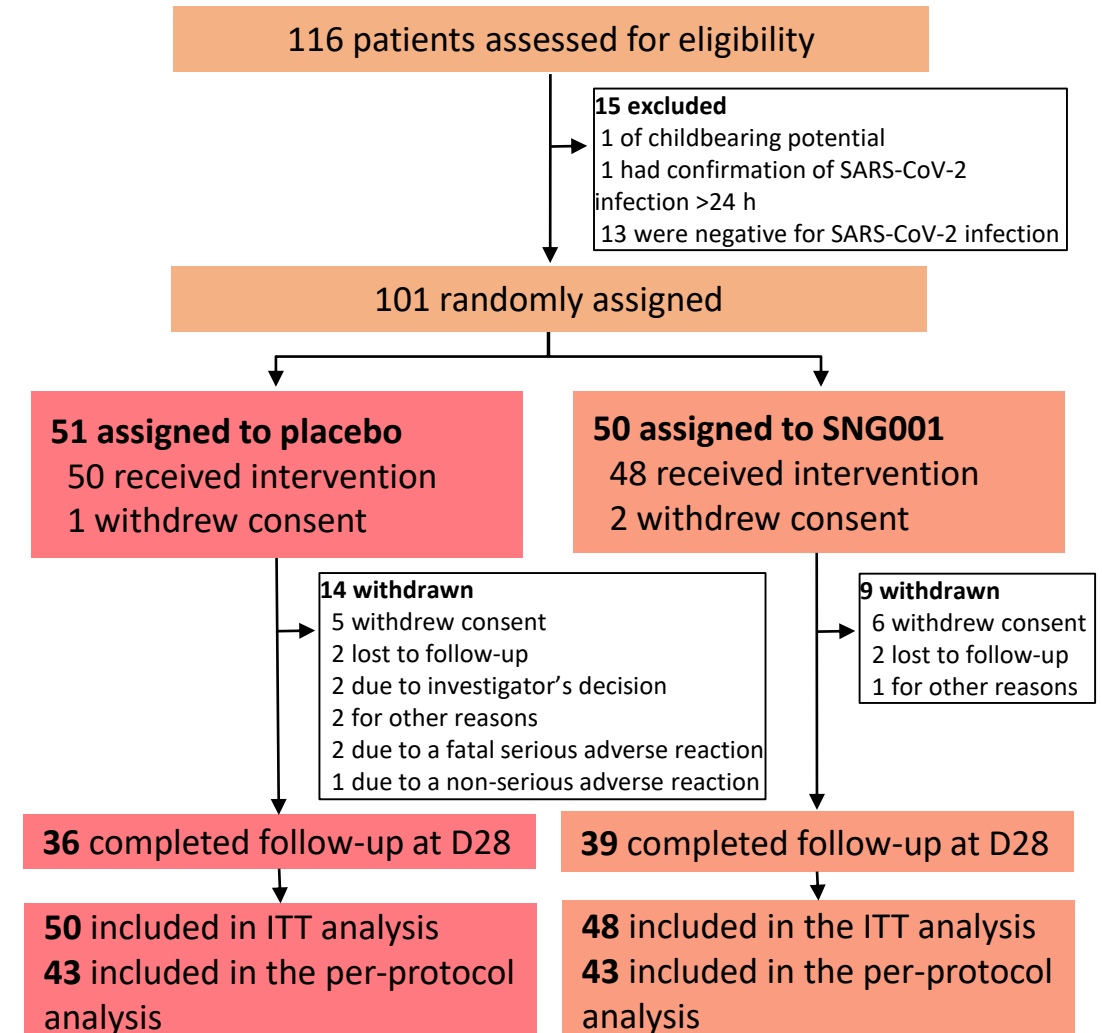 116 patients assessed for eligibility
15 excluded
1 of childbearing potential
1 had confirmation of SARS-CoV-2
infection >24 h
13 were negative for SARS-CoV-2 infection
101 randomly assigned
51 assigned to placebo
50 received intervention
1 withdrew consent
50 assigned to SNG001
48 received intervention
2 withdrew consent
14 withdrawn
5 withdrew consent
2 lost to follow-up
2 due to investigator’s decision
2 for other reasons
2 due to a fatal serious adverse reaction
1 due to a non-serious adverse reaction
9 withdrawn
6 withdrew consent
2 lost to follow-up
1 for other reasons
36 completed follow-up at D28
39 completed follow-up at D28
50 included in ITT analysis
43 included in the per-protocol
analysis
48 included in the ITT analysis
43 included in the per-protocol
analysis